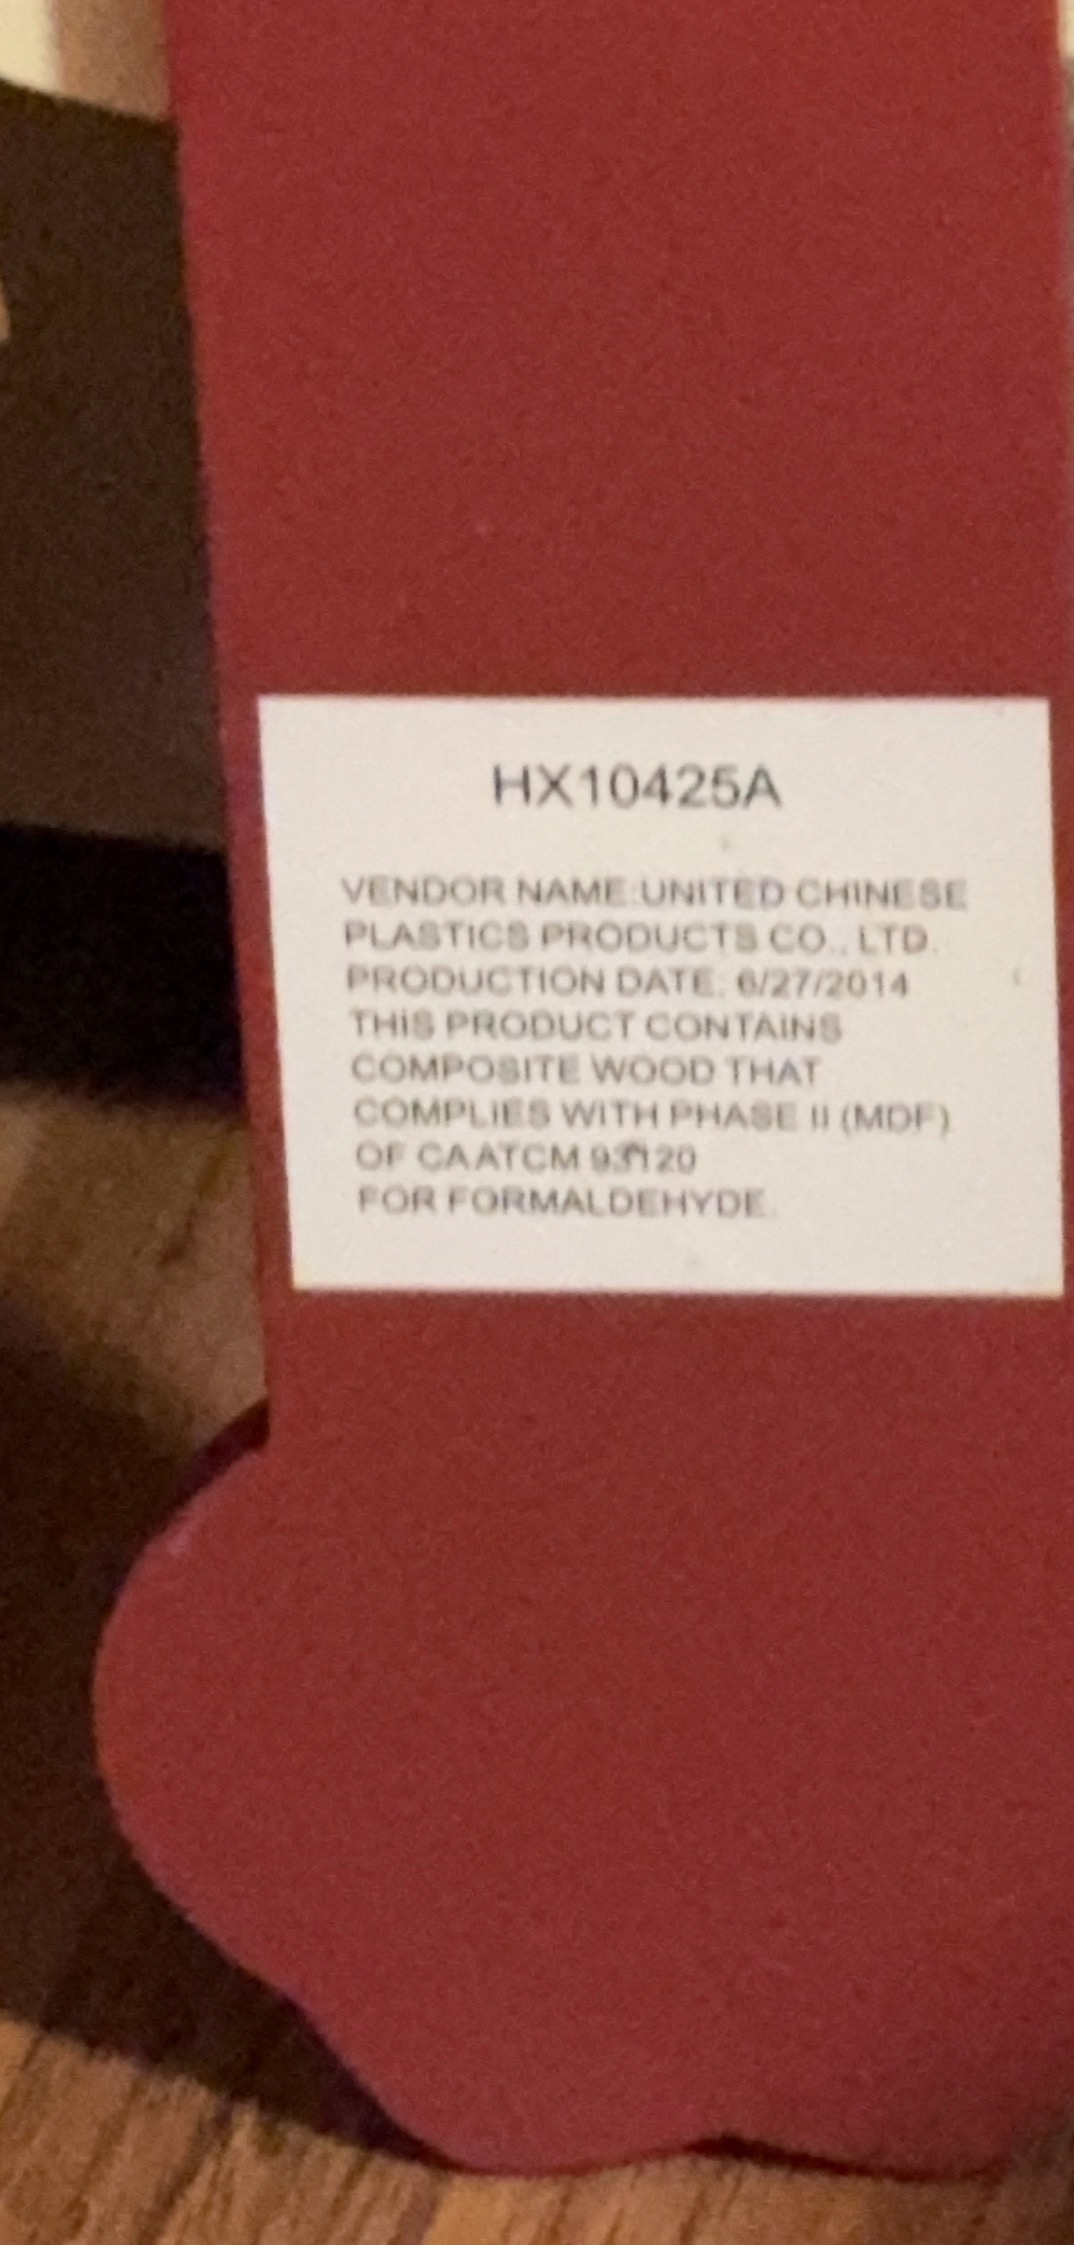 HX10425A
VENDOR NAME:UNITED CHINESE
PLASTICS PRODUCTS CO., LTD.
PRODUCTION DATE: 6/27/2014
THIS PRODUCT CONTAINS
COMPOSITE WOOD THAT
COMPLIES WITH PHASE II (MDF)
OF CAATCM 93120
FOR FORMALDEHYDE.